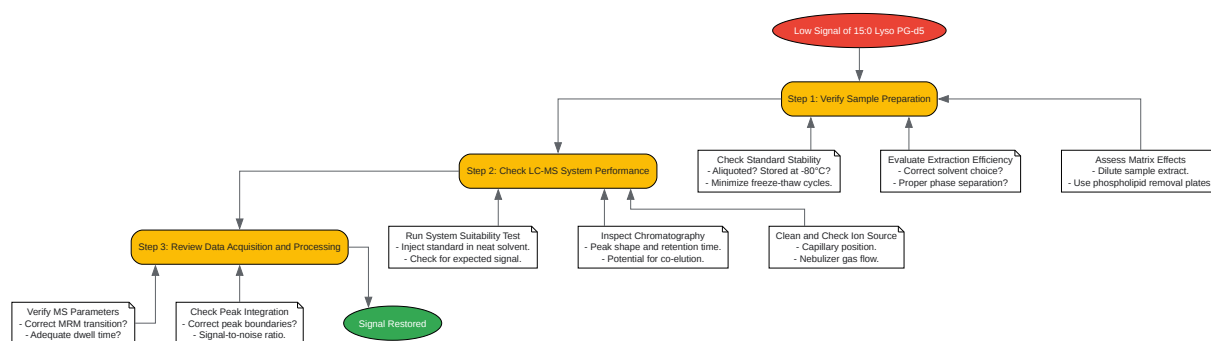 Low Signal of 15:0 Lyso PG-d5
Step 1: Verify Sample Preparation
Check Standard Stability
- Aliquoted? Stored at -80°C?
- Minimize freeze-thaw cycles.
Evaluate Extraction Efficiency
- Correct solvent choice?
- Proper phase separation?
Assess Matrix Effects
- Dilute sample extract.
- Use phospholipid removal plates.
Step 2: Check LC-MS System Performance
Run System Suitability Test
- Inject standard in neat solvent.
- Check for expected signal.
Inspect Chromatography
- Peak shape and retention time.
- Potential for co-elution.
Clean and Check Ion Source
- Capillary position.
- Nebulizer gas flow.
Step 3: Review Data Acquisition and Processing
Verify MS Parameters
- Correct MRM transition?
- Adequate dwell time?
Check Peak Integration
- Correct peak boundaries?
- Signal-to-noise ratio.
Signal Restored